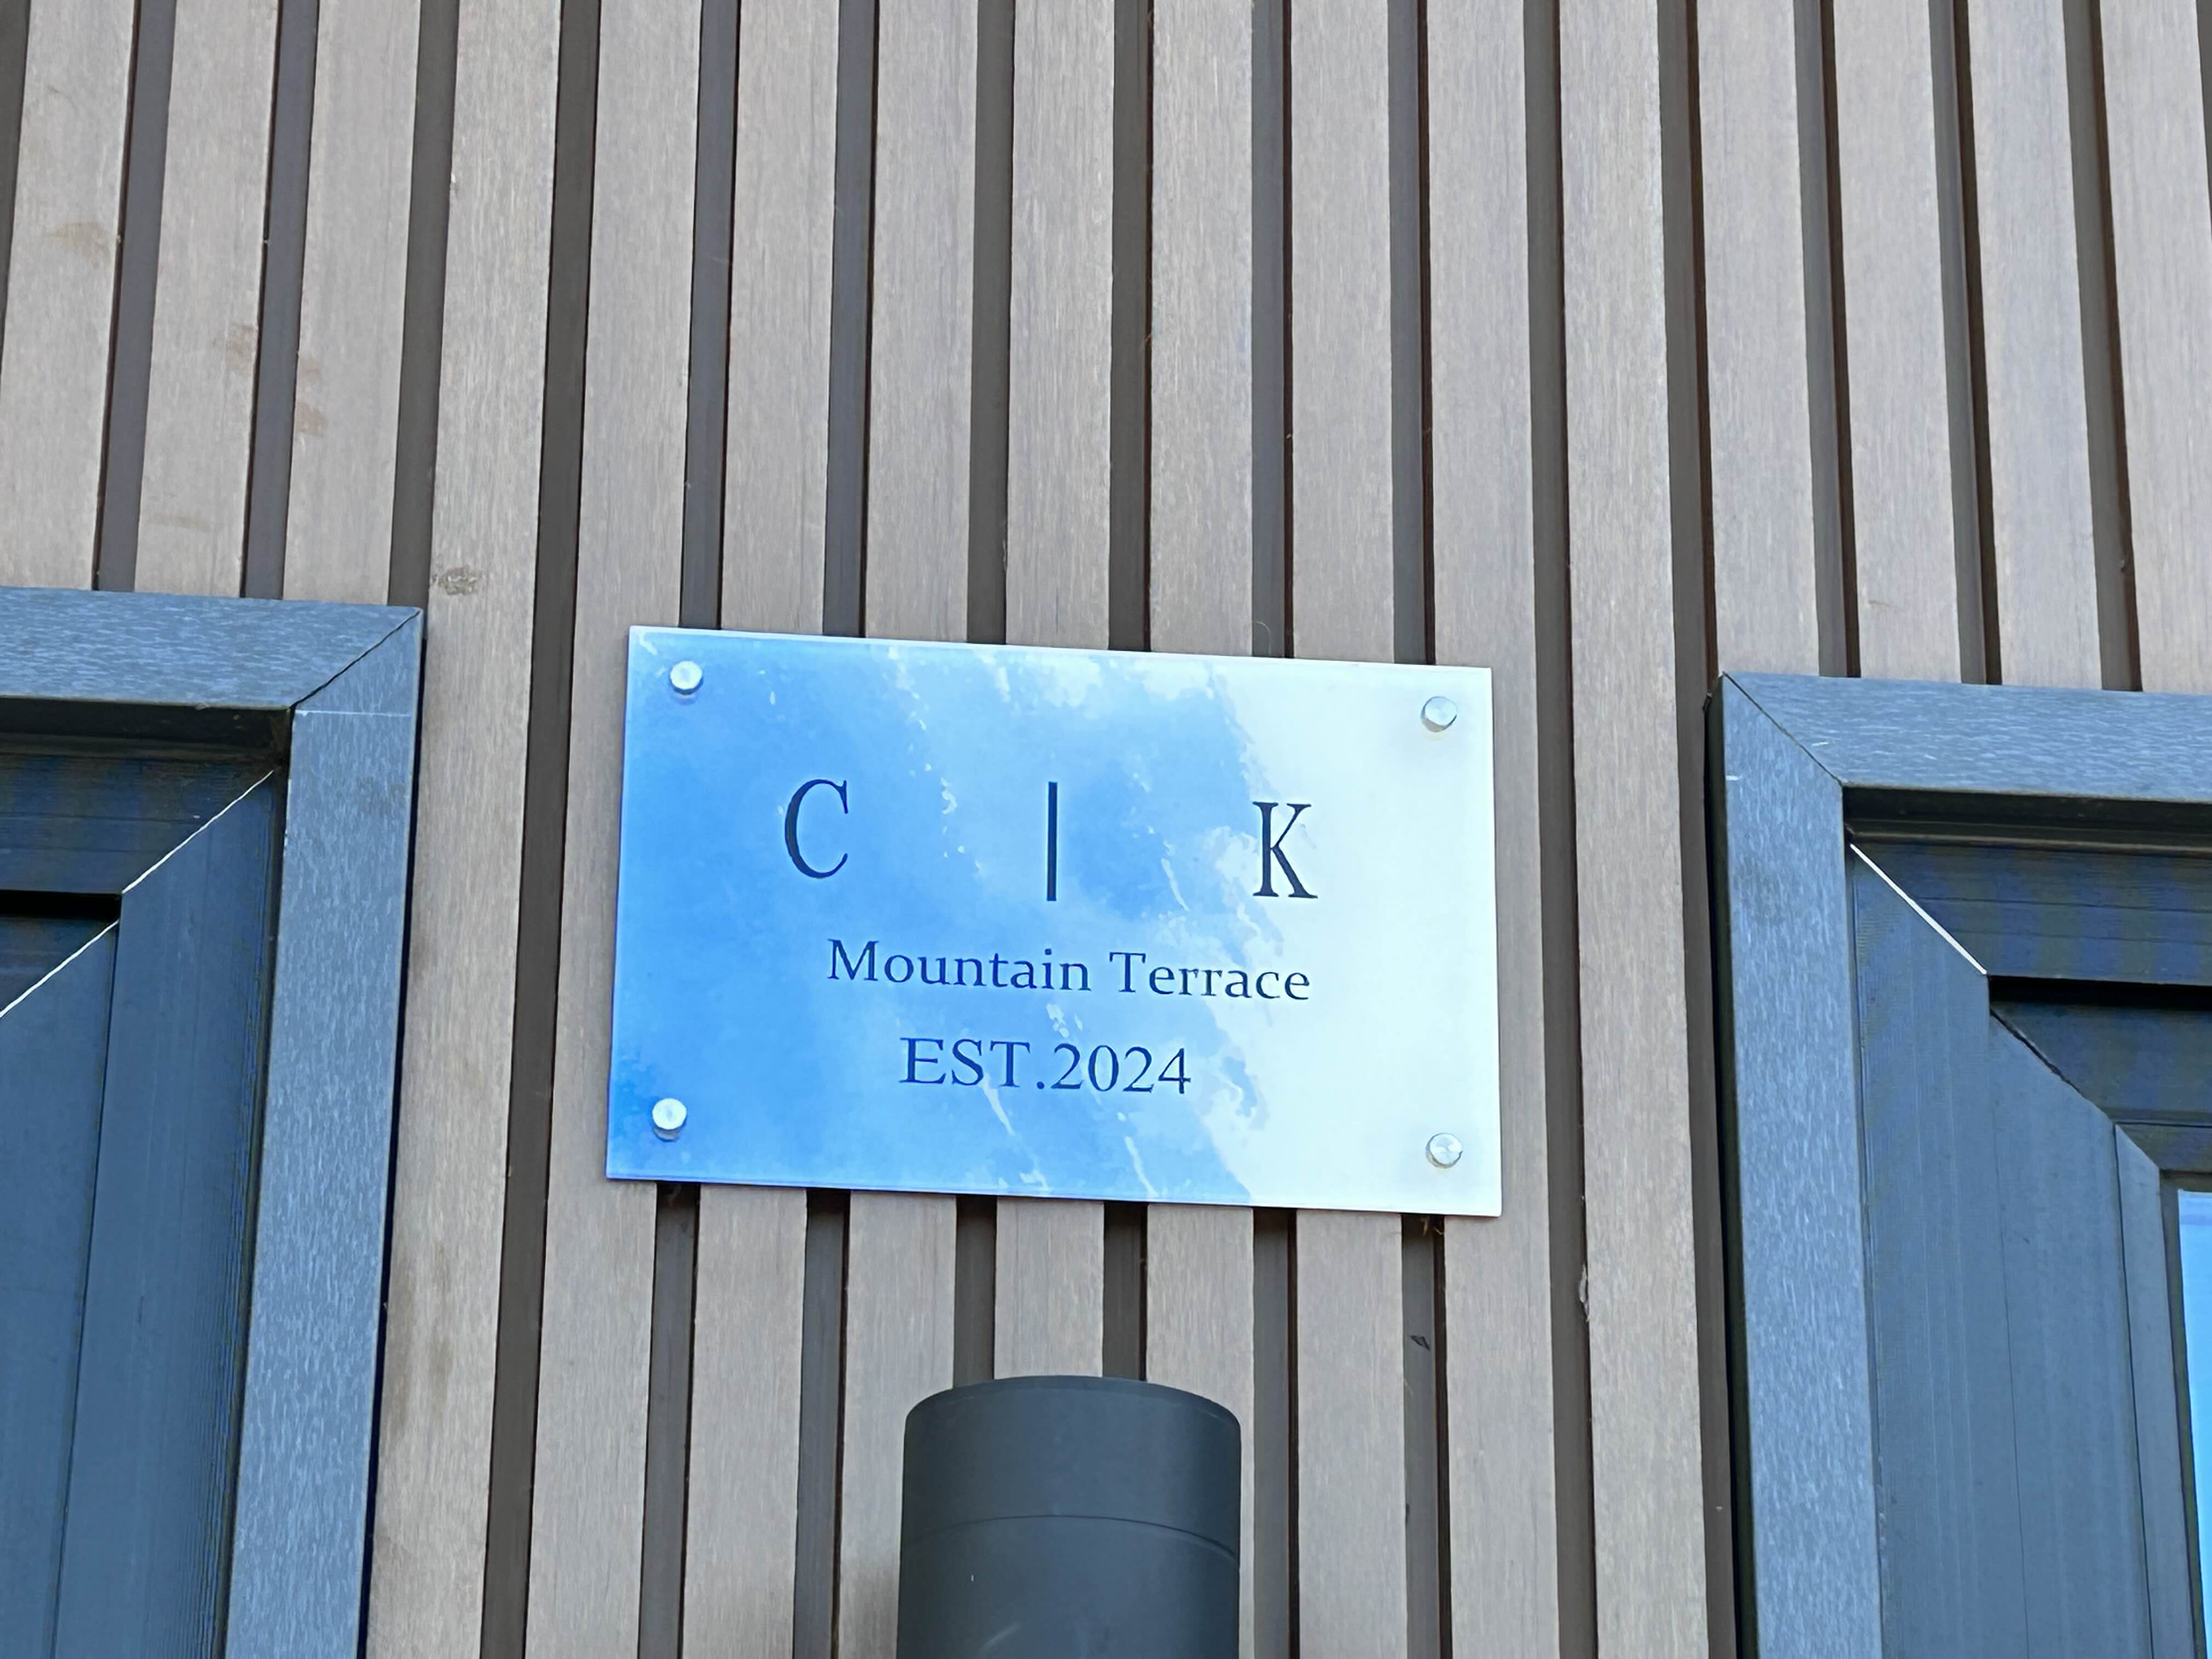 C | K
Mountain Terrace
EST.2024